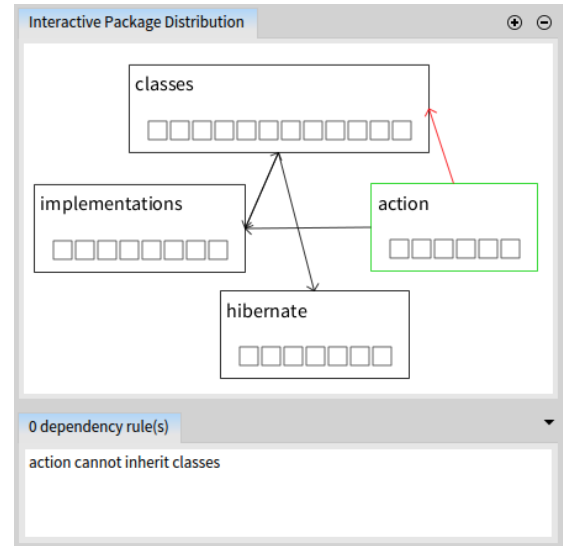 Interactive Package Distribution
classes
implementations
action
hibernate
0 dependency rule(s)
action cannot inherit classes